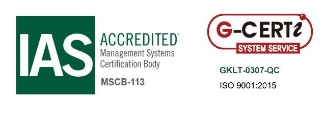 IAS
ACCREDITED
Management Systems
Certification Body
MSCB-113
G-CERTi
SYSTEM SERVICE
GKLT-0307-QC
ISO 9001:2015